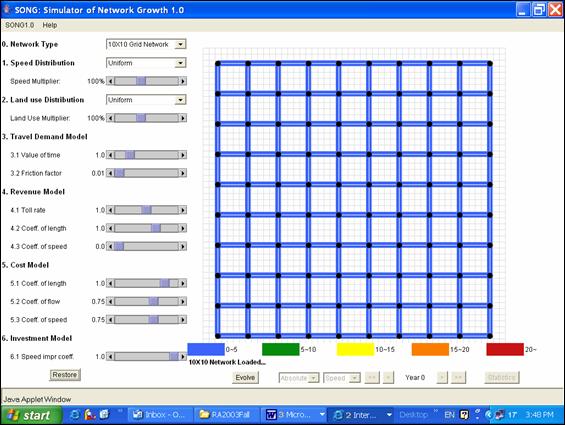 SONG: Simulator of Network Growth 1.0
SONG1.0 Help
0. Network Type 10X10 Grid Network
1. Speed Distribution Uniform
Speed Multiplier: 100%
2. Land use Distribution Uniform
Land Use Multiplier: 100%
3. Travel Demand Model
3.1 Value of time 1.0
3.2 Friction factor 0.01
4. Revenue Model
4.1 Toll rate 1.0
4.2 Coeff. of length 1.0
4.3 Coeff. of speed 0.0
5. Cost Model
5.1 Coeff. of length 1.0
5.2 Coeff. of flow 0.75
5.3 Coeff. of speed 0.75
6. Investment Model
6.1 Speed impr coeff. 1.0
Restore
0~5 5~10 10~15 15~20 20~
10X10 Network Loaded...
Evolve Absolute Speed << < Year 0 > Statistics
Java Applet Window
start Inbox - O... RA2003Fall 3 Micro... 2 Inter... Desktop » EN 17 3:48 PM